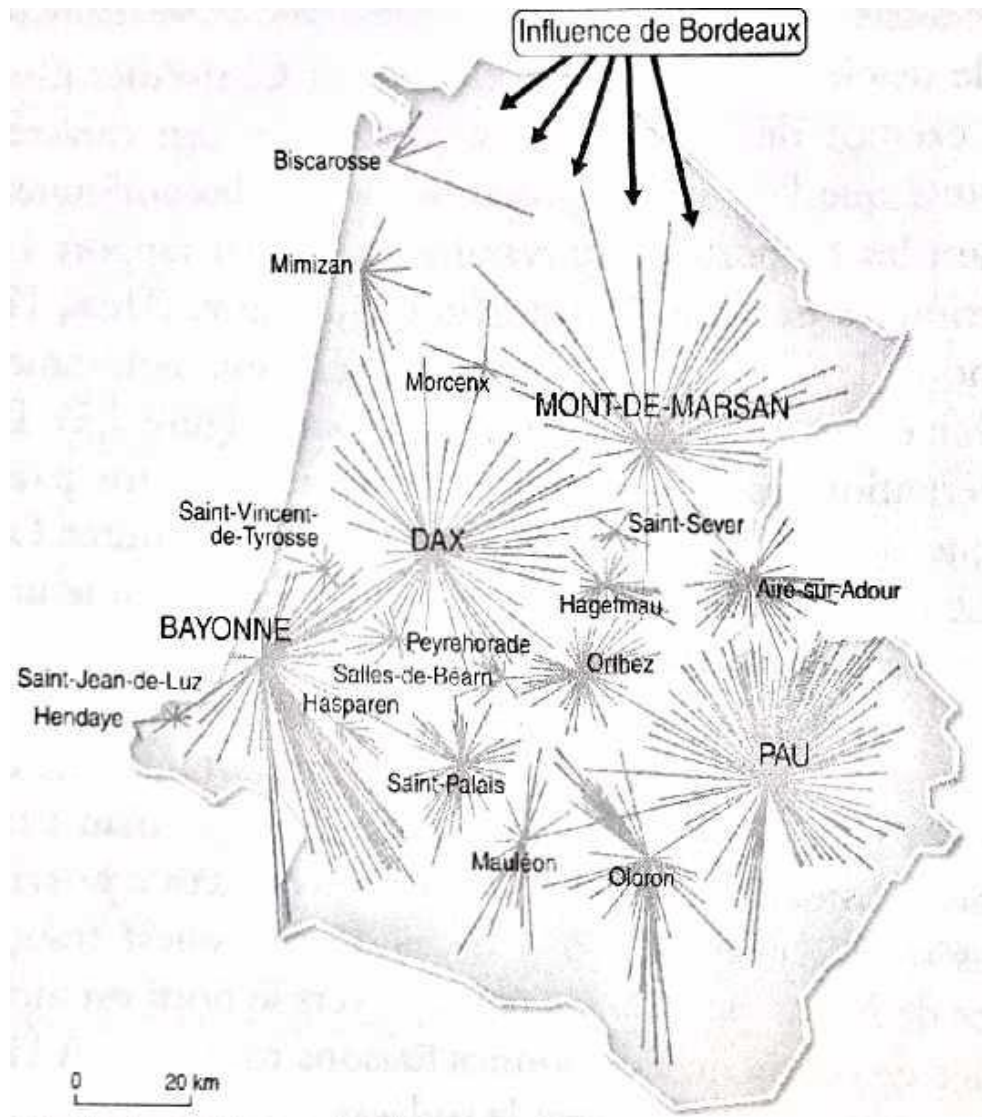 Influence de Bordeaux
Biscarosse
Mimizan
Morcenx
MONT-DE-MARSAN
Saint-Vincent-
de-Tyrosse
DAX
Saint-Sever
Hagetmau
Aire-sur-Adour
BAYONNE
Peyrehorade
Orthez
Salies-de-Béarn
Saint-Jean-de-Luz
Hasparen
Hendaye
PAU
Saint-Palais
Mauléon
Oloron
0 20 km